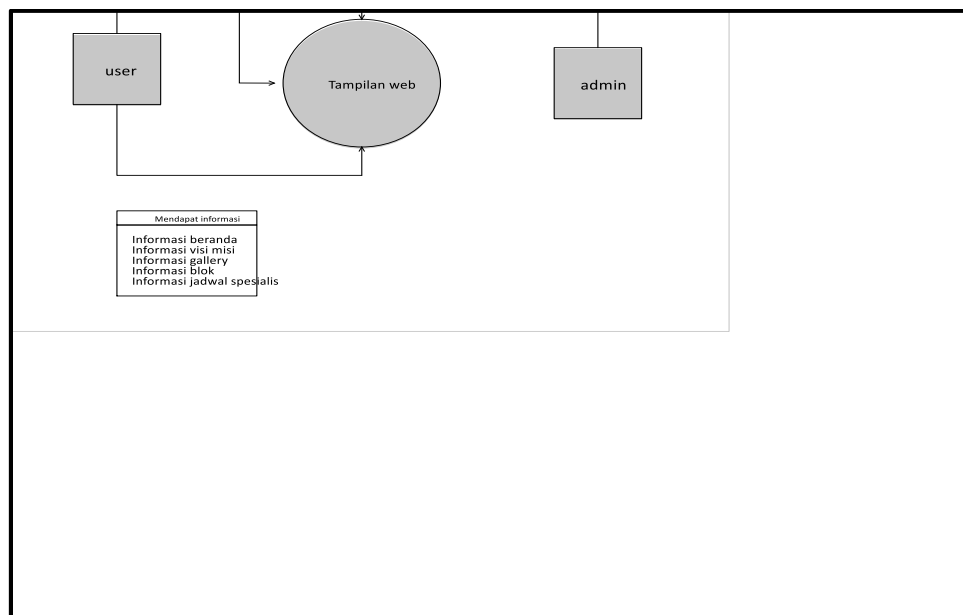 user
Tampilan web
admin
Mendapat informasi
Informasi beranda
Informasi visi misi
Informasi gallery
Informasi blok
Informasi jadwal spesialis